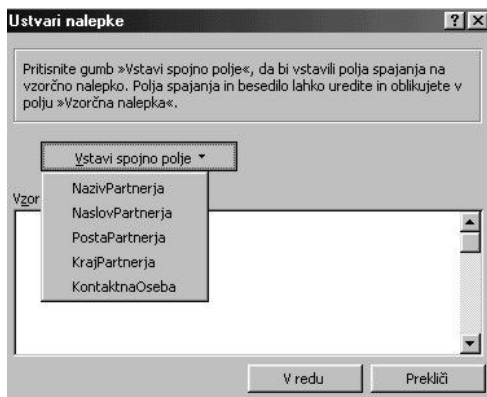 Ustvari nalepke
Pritisnite gumb »Vstavi spojno polje«, da bi vstavili polja spajanja na
vzorčno nalepko. Polja spajanja in besedilo lahko uredite in oblikujete v
polju »Vzorčna nalepka«.
Vstavi spojno polje
NazivPartnerja
Vzor
NaslovPartnerja
PostaPartnerja
KrajPartnerja
KontaktnaOseba
V redu
Prekliči